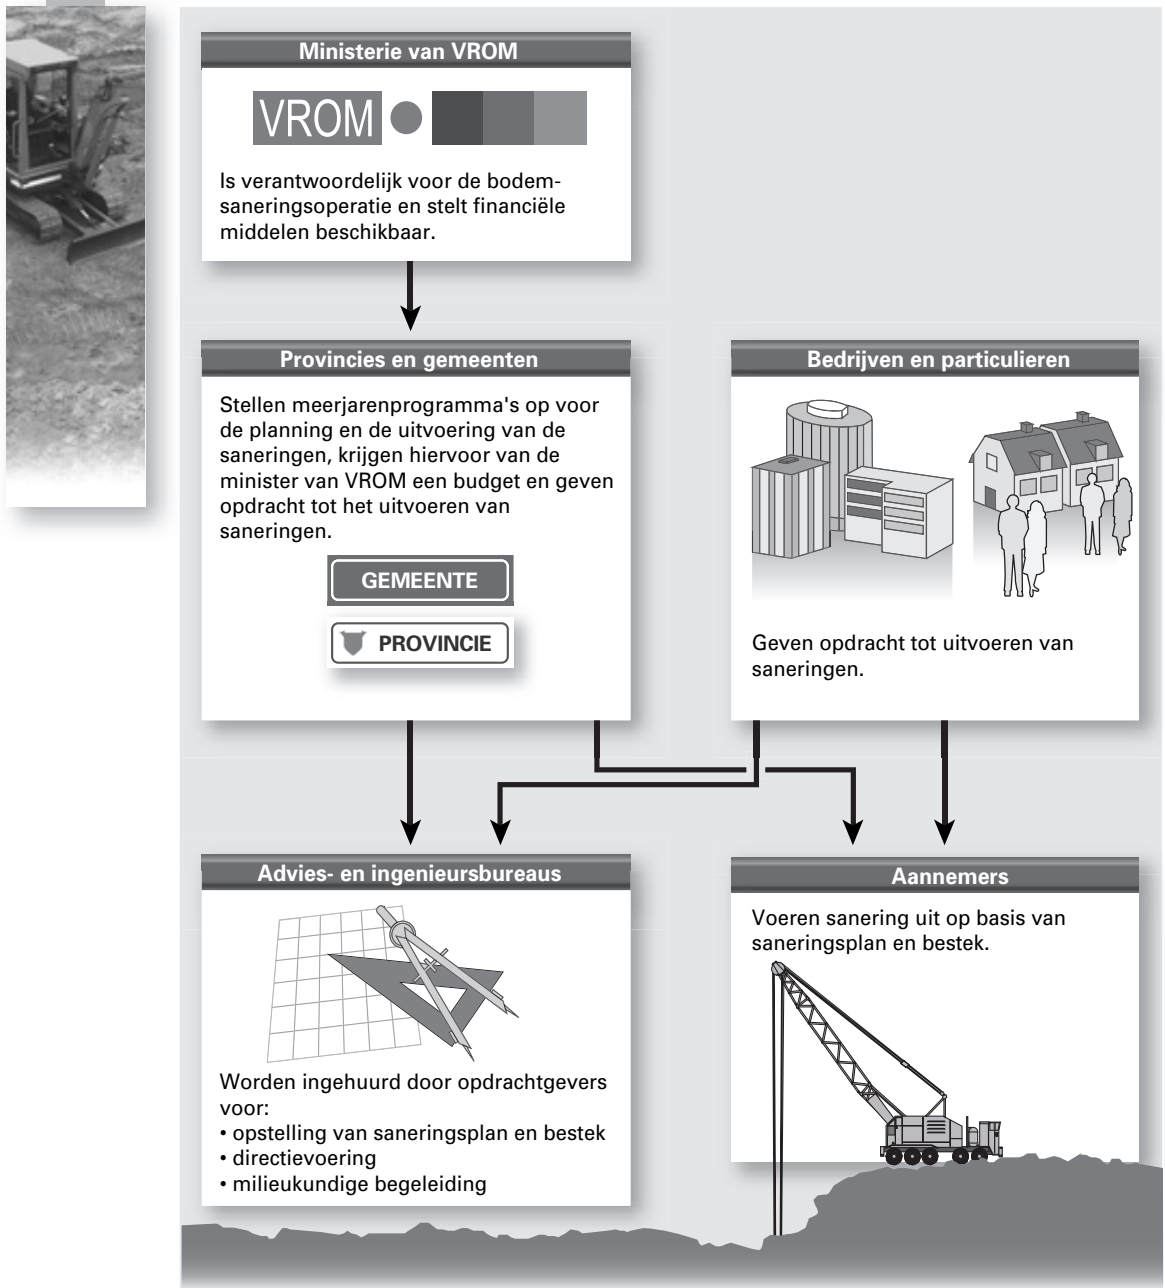 Ministerie van VROM
VROM
Is verantwoordelijk voor de bodem-
saneringsoperatie en stelt financiële
middelen beschikbaar.
Provincies en gemeenten
Stellen meerjarenprogramma's op voor
de planning en de uitvoering van de
saneringen, krijgen hiervoor van de
minister van VROM een budget en geven
opdracht tot het uitvoeren van
saneringen.
GEMEENTE
PROVINCIE
Bedrijven en particulieren
Geven opdracht tot uitvoeren van
saneringen.
Advies- en ingenieursbureaus
Worden ingehuurd door opdrachtgevers
voor:
• opstelling van saneringsplan en bestek
• directievoering
• milieukundige begeleiding
Aannemers
Voeren sanering uit op basis van
saneringsplan en bestek.